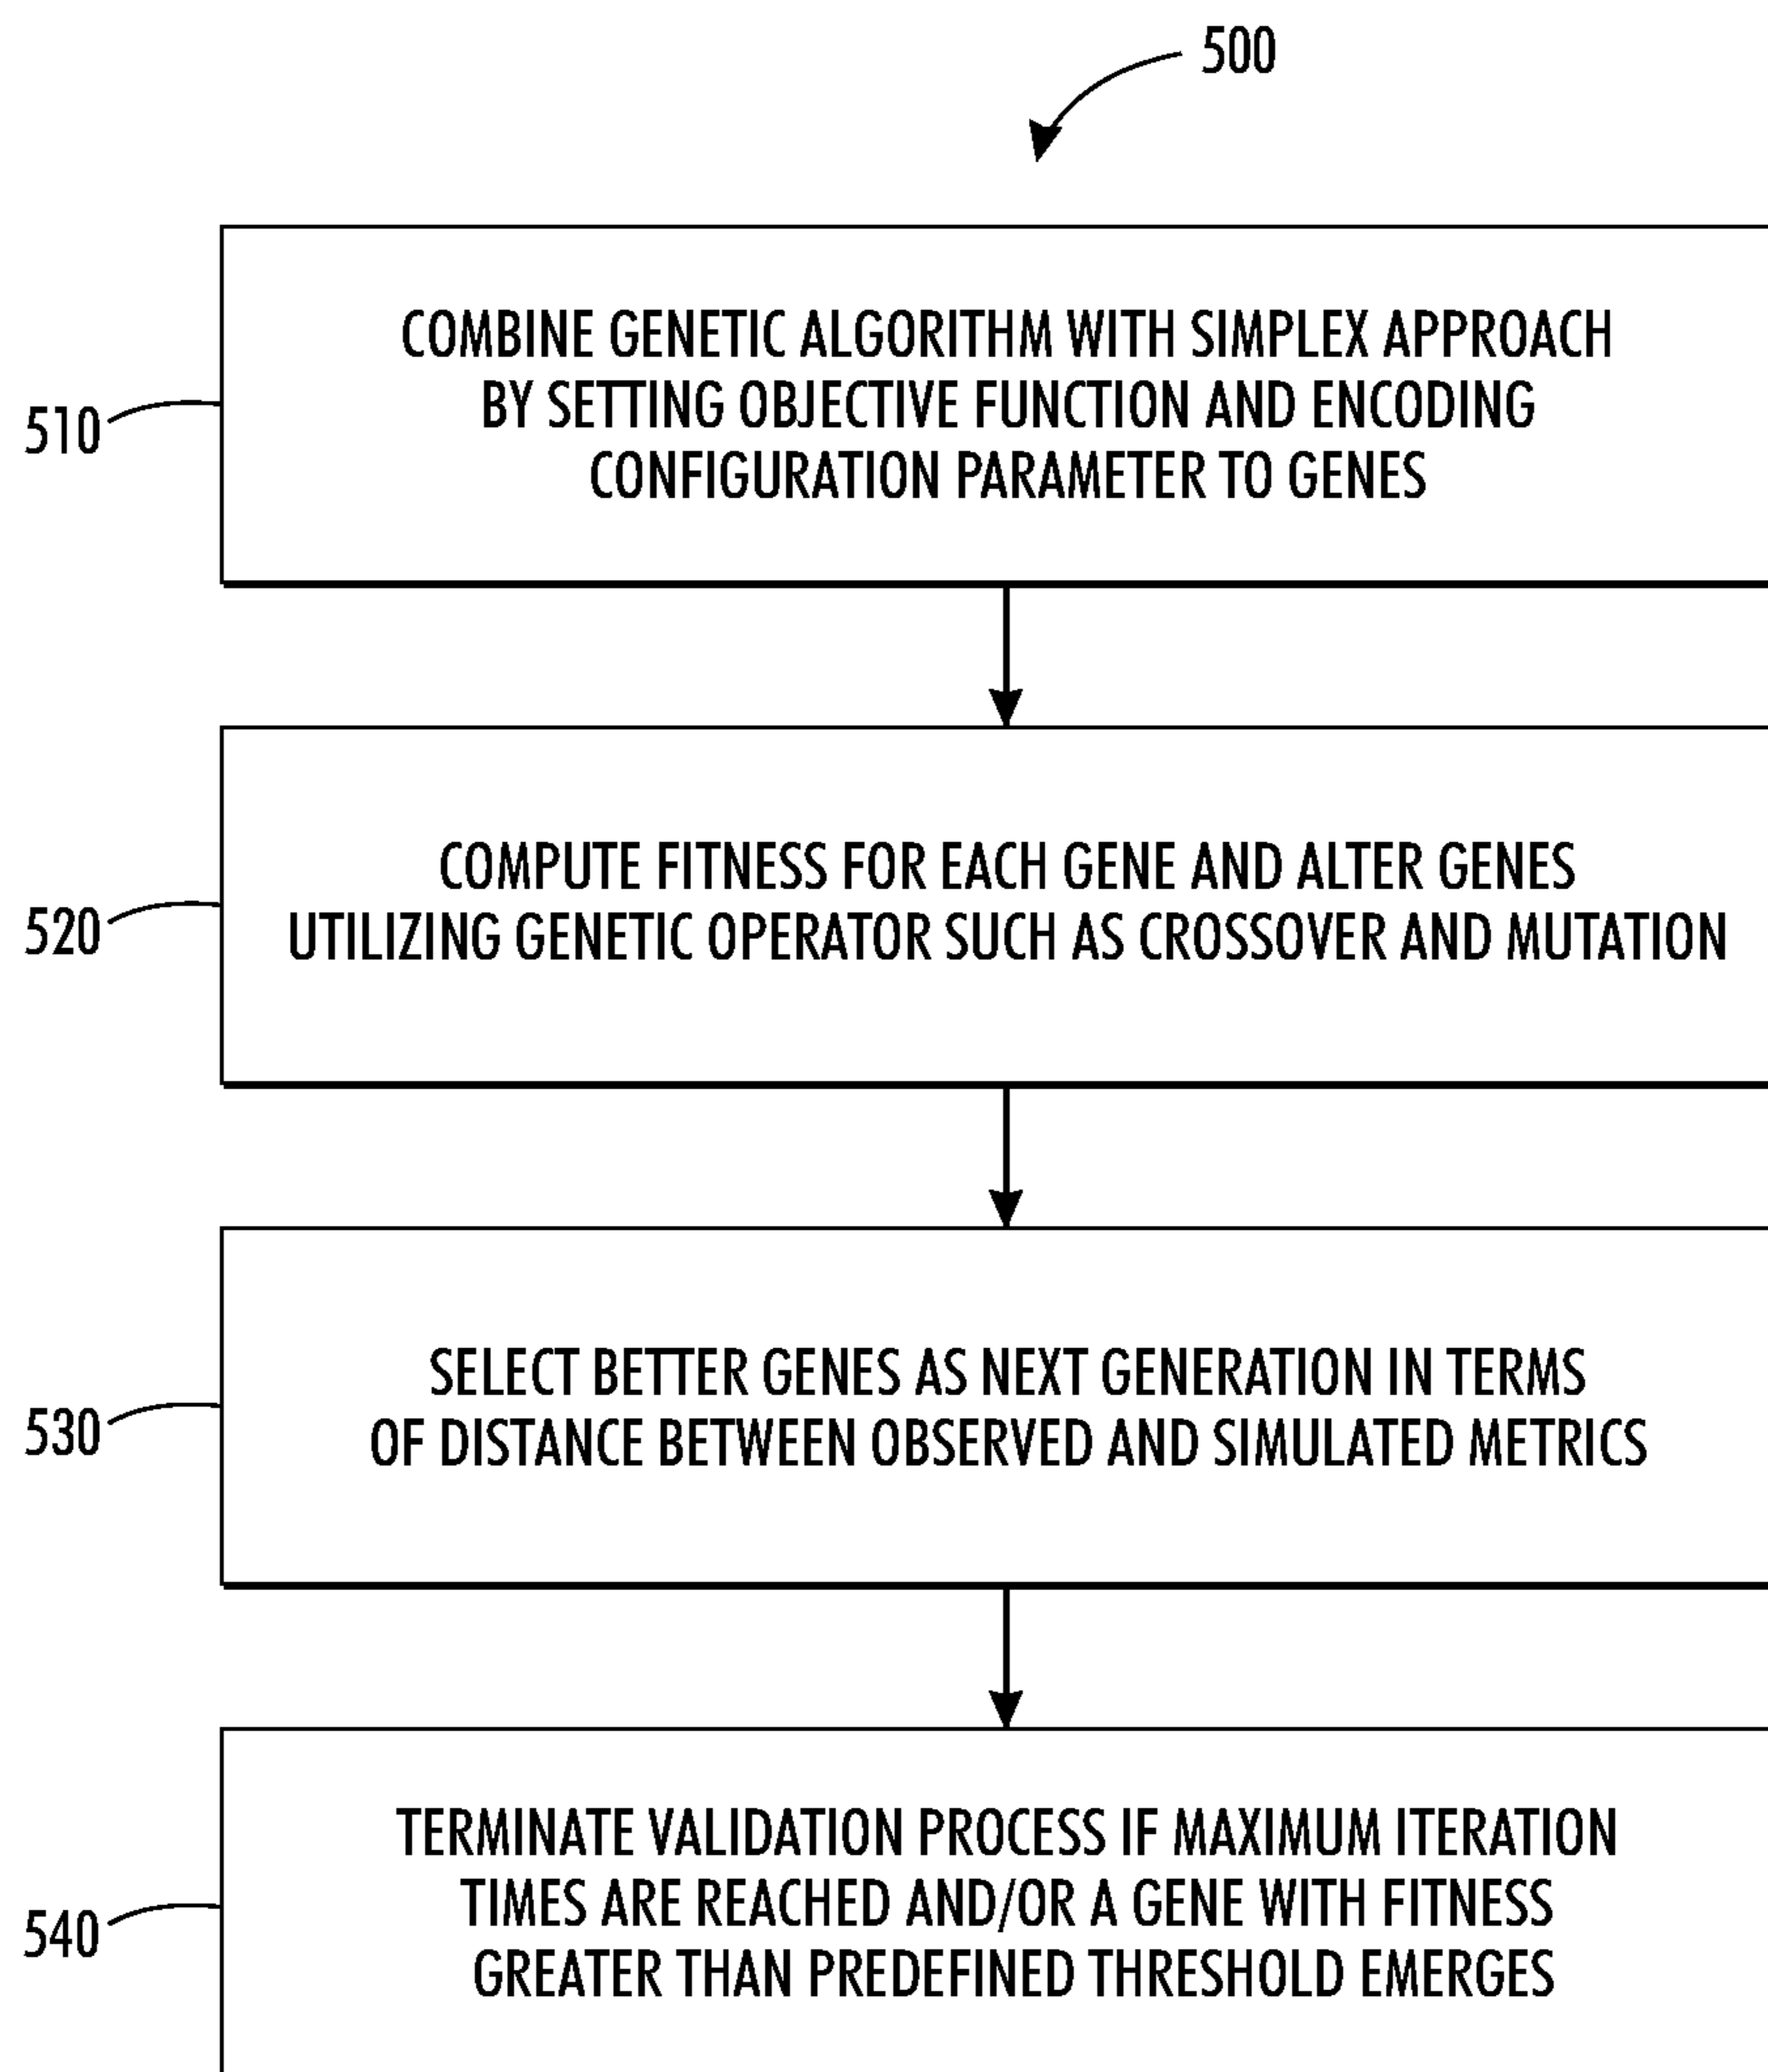 500
COMBINE GENETIC ALGORITHM WITH SIMPLEX APPROACH
BY SETTING OBJECTIVE FUNCTION AND ENCODING
CONFIGURATION PARAMETER TO GENES
510
COMPUTE FITNESS FOR EACH GENE AND ALTER GENES
UTILIZING GENETIC OPERATOR SUCH AS CROSSOVER AND MUTATION
520
SELECT BETTER GENES AS NEXT GENERATION IN TERMS
OF DISTANCE BETWEEN OBSERVED AND SIMULATED METRICS
530
TERMINATE VALIDATION PROCESS IF MAXIMUM ITERATION
TIMES ARE REACHED AND/OR A GENE WITH FITNESS
GREATER THAN PREDEFINED THRESHOLD EMERGES
540